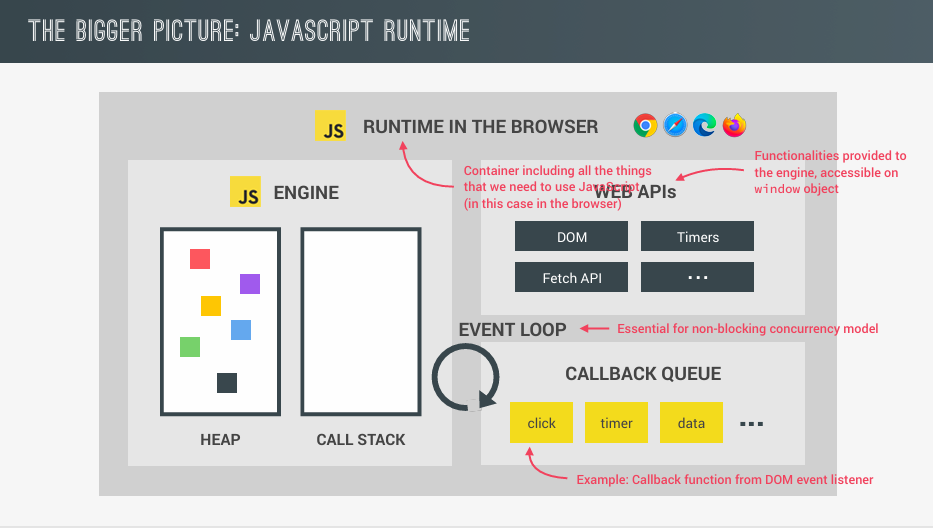 THE BIGGER PICTURE: JAVASCRIPT RUNTIME
JS RUNTIME IN THE BROWSER
Functionalities provided to
the engine, accessible on
window object
Container including all the things
that we need to use JavaScript
(in this case in the browser)
JS ENGINE
WEB APIs
DOM Timers
Fetch API ...
EVENT LOOP
Essential for non-blocking concurrency model
CALLBACK QUEUE
click timer data ...
HEAP CALL STACK
Example: Callback function from DOM event listener